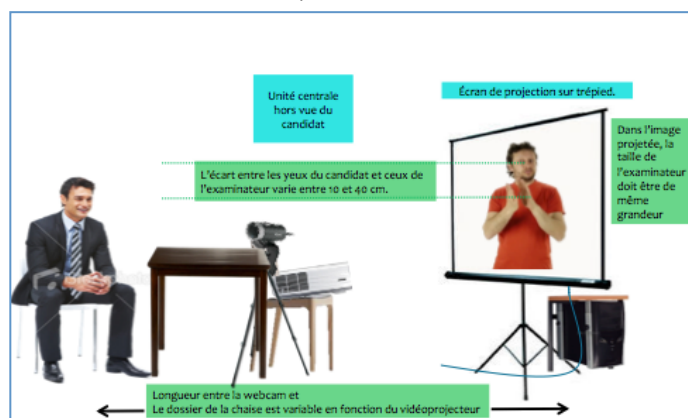 Unité centrale
hors vue du
candidat
Écran de projection sur trépied.
Dans l'image
projetée, la
taille de
l'examinateur
doit être de
même
grandeur
L'écart entre les yeux du candidat et ceux de
l'examinateur varie entre 10 et 40 cm.
Longueur entre la webcam et
Le dossier de la chaise est variable en fonction du vidéoprojecteur